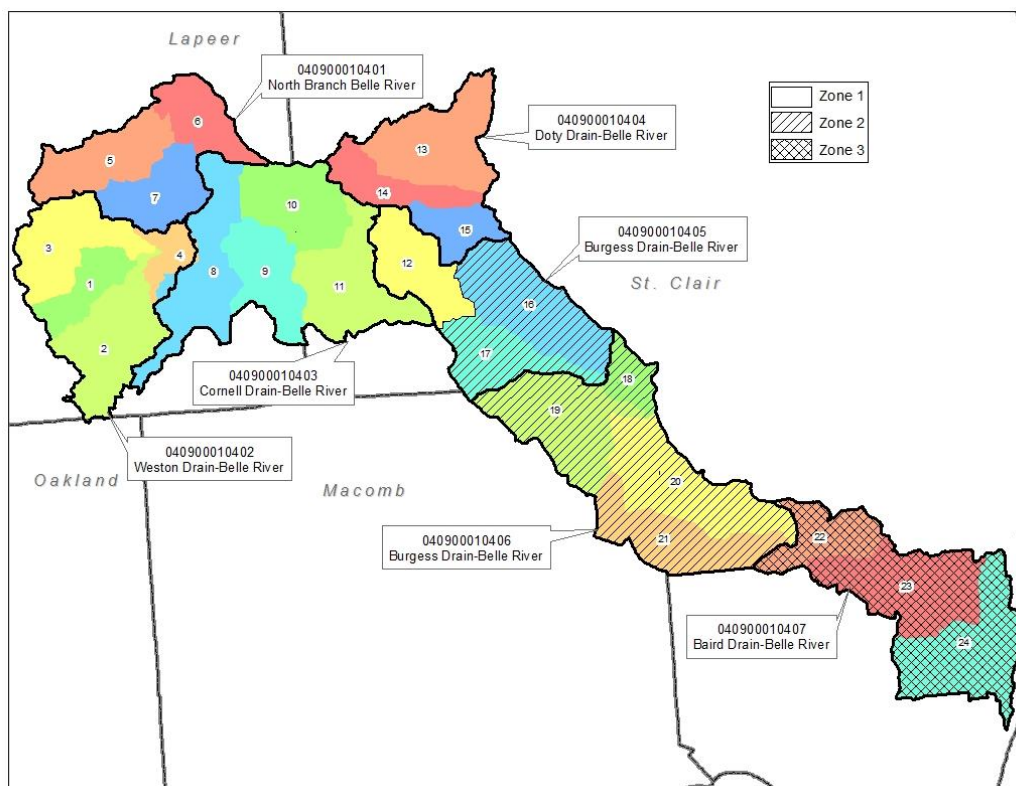 Lapeer
040900010401
North Branch Belle River
040900010404
Doty Drain-Belle River
Zone 1
Zone 2
Zone 3
6
13
5
14
7
10
15
040900010405
Burgess Drain-Belle River
3
4
12
8
9
St. Clair
1
11
16
2
17
040900010403
Cornell Drain-Belle River
18
19
040900010402
Weston Drain-Belle River
Oakland
Macomb
20
040900010406
Burgess Drain-Belle River
21
22
23
040900010407
Baird Drain-Belle River
24